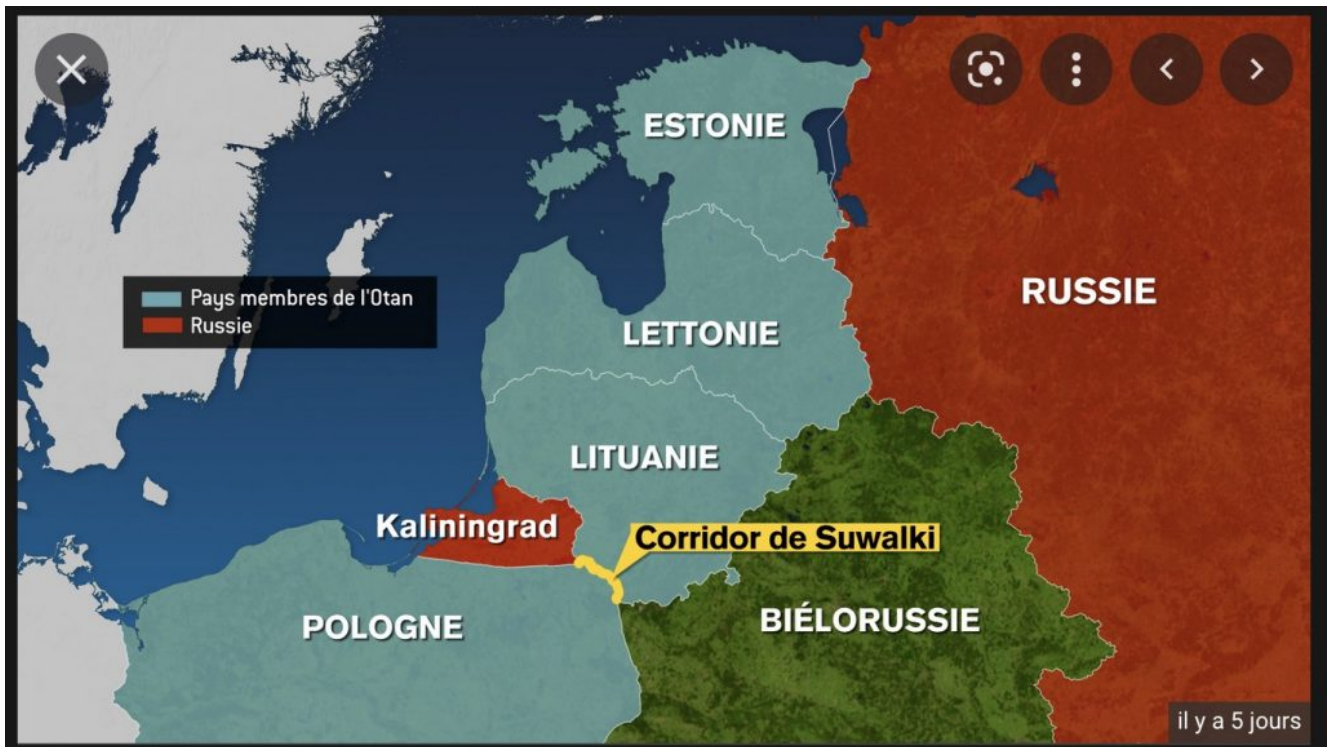 ESTONIE
Pays membres de l'Otan
Russie
RUSSIE
LETTONIE
LITUANIE
Kaliningrad
Corridor de Suwalki
POLOGNE
BIÉLORUSSIE
il y a 5 jours